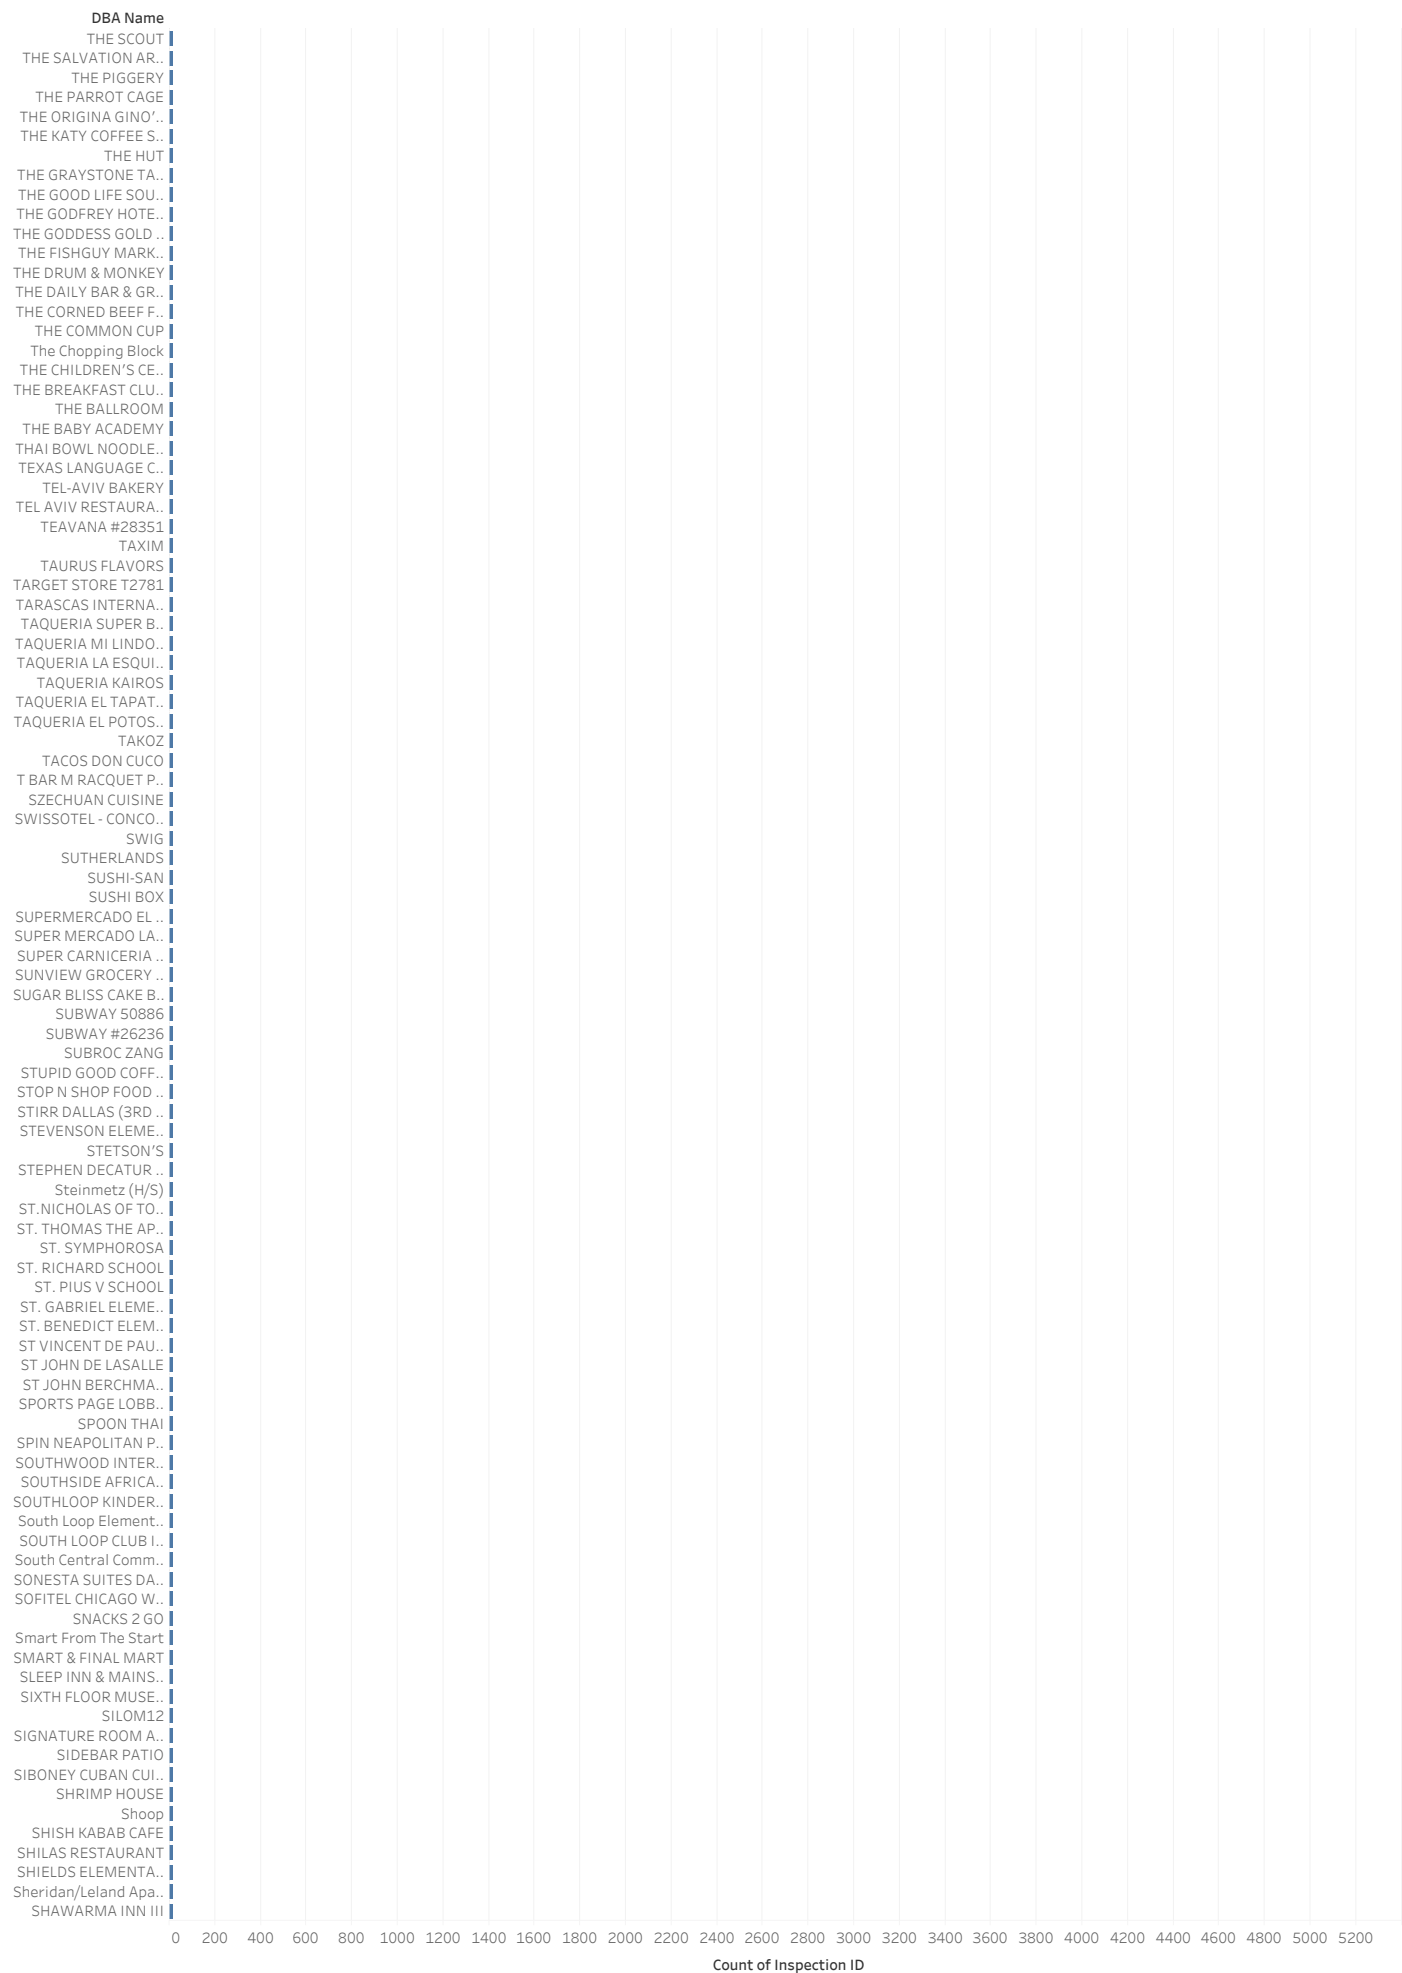 DBA Name
THE SCOUT
THE SALVATION AR..
THE PIGGERY
THE PARROT CAGE
THE ORIGINA GINO'..
THE KATY COFFEE S..
THE HUT
THE GRAYSTONE TA..
THE GOOD LIFE SOU..
THE GODFREY HOTE..
THE GODDESS GOLD ..
THE FISHGUY MARK..
THE DRUM & MONKEY
THE DAILY BAR & GR..
THE CORNED BEEF F..
THE COMMON CUP
The Chopping Block
THE CHILDREN'S CE..
THE BREAKFAST CLU..
THE BALLROOM
THE BABY ACADEMY
THAI BOWL NOODLE..
TEXAS LANGUAGE C..
TEL-AVIV BAKERY
TEL AVIV RESTAURA..
TEAVANA #28351
TAXIM
TAURUS FLAVORS
TARGET STORE T2781
TARASCAS INTERNA..
TAQUERIA SUPER B..
TAQUERIA MI LINDO..
TAQUERIA LA ESQUI..
TAQUERIA KAIROS
TAQUERIA EL TAPAT..
TAQUERIA EL POTOS..
TAKOZ
TACOS DON CUCO
T BAR M RACQUET P..
SZECHUAN CUISINE
SWISSOTEL - CONCO..
SWIG
SUTHERLANDS
SUSHI-SAN
SUSHI BOX
SUPERMERCADO EL ..
SUPER MERCADO LA..
SUPER CARNICERIA ..
SUNVIEW GROCERY ..
SUGAR BLISS CAKE B..
SUBWAY 50886
SUBWAY #26236
SUBROC ZANG
STUPID GOOD COFF..
STOP N SHOP FOOD ..
STIRR DALLAS (3RD ..
STEVENSON ELEME..
STETSON'S
STEPHEN DECATUR ..
Steinmetz (H/S)
ST.NICHOLAS OF TO..
ST. THOMAS THE AP..
ST. SYMPHOROSA
ST. RICHARD SCHOOL
ST. PIUS V SCHOOL
ST. GABRIEL ELEME..
ST. BENEDICT ELEM..
ST VINCENT DE PAU..
ST JOHN DE LASALLE
ST JOHN BERCHMA..
SPORTS PAGE LOBB..
SPOON THAI
SPIN NEAPOLITAN P..
SOUTHWOOD INTER..
SOUTHSIDE AFRICA..
SOUTHLOOP KINDER..
South Loop Element..
SOUTH LOOP CLUB I..
South Central Comm..
SONESTA SUITES DA..
SOFITEL CHICAGO W..
SNACKS 2 GO
Smart From The Start
SMART & FINAL MART
SLEEP INN & MAINS..
SIXTH FLOOR MUSE..
SILOM12
SIGNATURE ROOM A..
SIDEBAR PATIO
SIBONEY CUBAN CUI..
SHRIMP HOUSE
Shoop
SHISH KABAB CAFE
SHILAS RESTAURANT
SHIELDS ELEMENTA..
Sheridan/Leland Apa..
SHAWARMA INN III
0 200 400 600 800 1000 1200 1400 1600 1800 2000 2200 2400 2600 2800 3000 3200 3400 3600 3800 4000 4200 4400 4600 4800 5000 5200
Count of Inspection ID